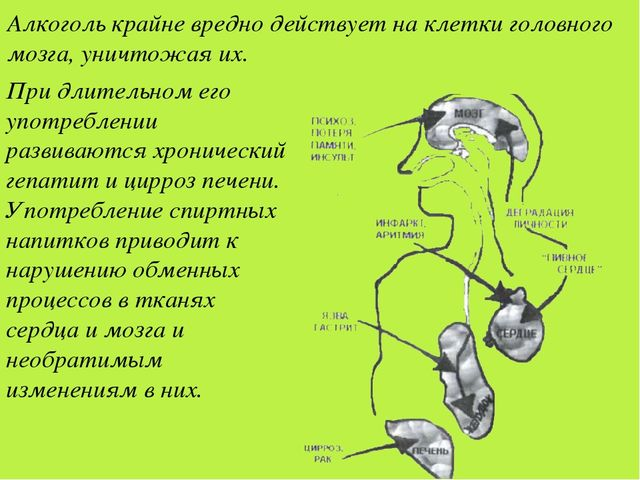 Алкоголь крайне вредно действует на клетки головного
мозга, уничтожая их.
При длительном его
употреблении
развиваются хронический
гепатит и цирроз печени.
Употребление спиртных
напитков приводит к
нарушению обменных
процессов в тканях
сердца и мозга и
необратимым
изменениям в них.
ПСИХОЗ,
ПОТЕРЯ
ПАМЯТИ,
ИНСУЛЬТ
МОЗГ
ДЕГРАДАЦИЯ
ЛИЧНОСТИ
ИНФАРКТ,
АРИТМИЯ
"ПИВНОЕ
СЕРДЦЕ"
СЕРДЦЕ
ЯЗВА
ГАСТРИТ
ЖЕЛУДОК
ЦИРРОЗ,
РАК
ПЕЧЕНЬ